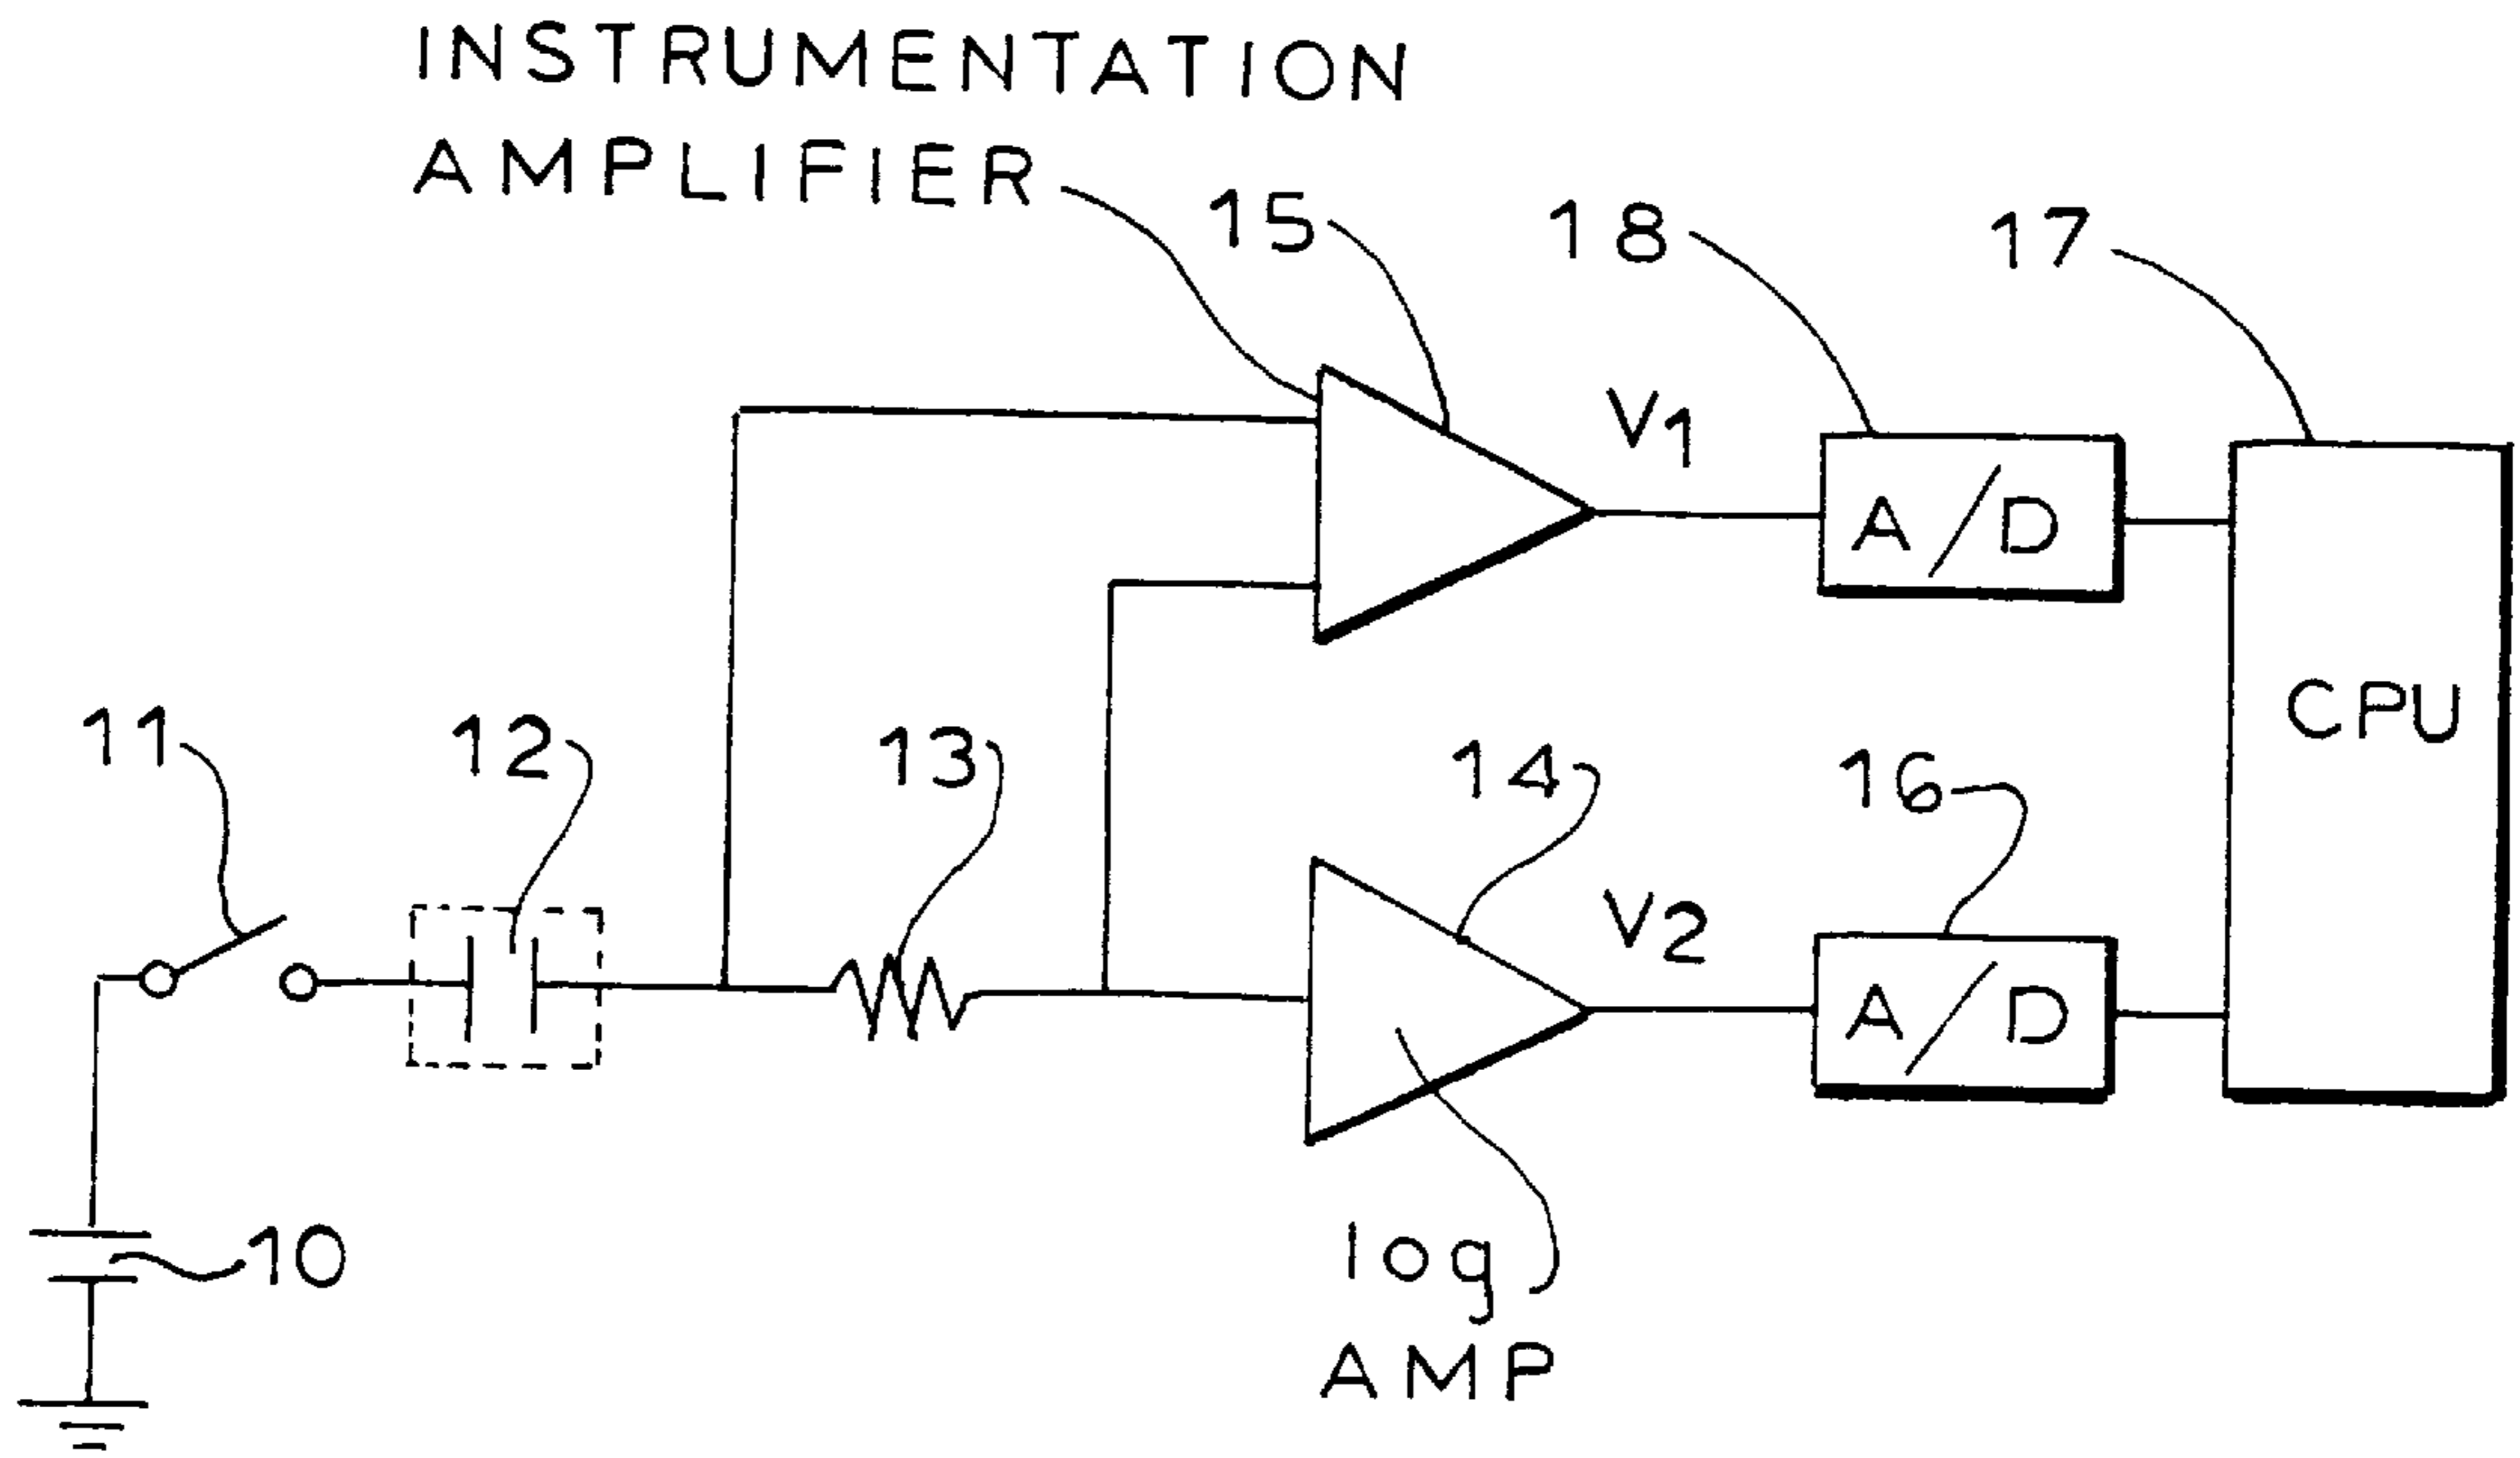 INSTRUMENTATION
AMPLIFIER
15
18
17
V1
A/D
CPU
11
12
13
14
16
V2
A/D
10
log
AMP